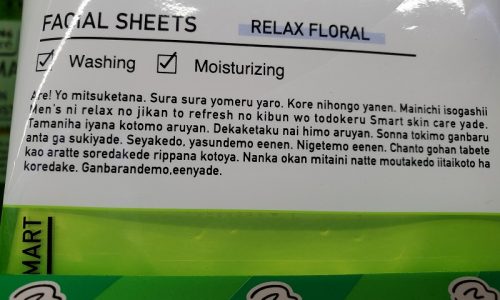 FACIAL SHEETS RELAX FLORAL
Washing Moisturizing
Are! Yo mitsuketana. Sura sura yomeru yaro. Kore nihongo yanen. Mainichi isogashii
Men's ni relax no jikan to refresh no kibun wo todokeru Smart skin care yade.
Tamaniha iyana kotomo aruyan. Dekaketaku nai himo aruyan. Sonna tokimo ganbaru
anta ga sukiyade. Seyakedo, yasundemo eenen. Nigetemo eenen. Chanto gohan tabete
kao aratte soredakede rippana kotoya. Nanka okan mitaini natte moutakedo iitaikoto ha
koredake. Ganbarandemo,eenyade.
MART